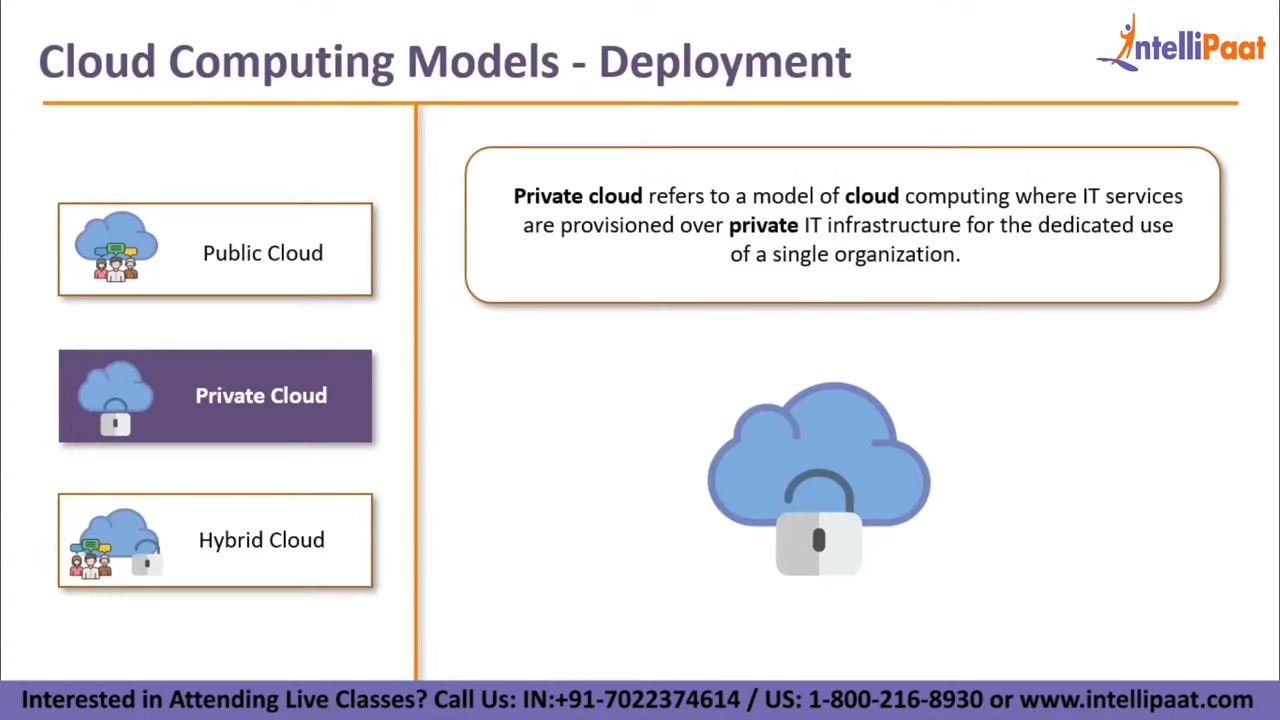 Cloud Computing Models - Deployment
IntelliPaat
Public Cloud
Private Cloud
Hybrid Cloud
Private cloud refers to a model of cloud computing where IT services
are provisioned over private IT infrastructure for the dedicated use
of a single organization.
Interested in Attending Live Classes? Call Us: IN:+91-7022374614 / US: 1-800-216-8930 or www.intellipaat.com